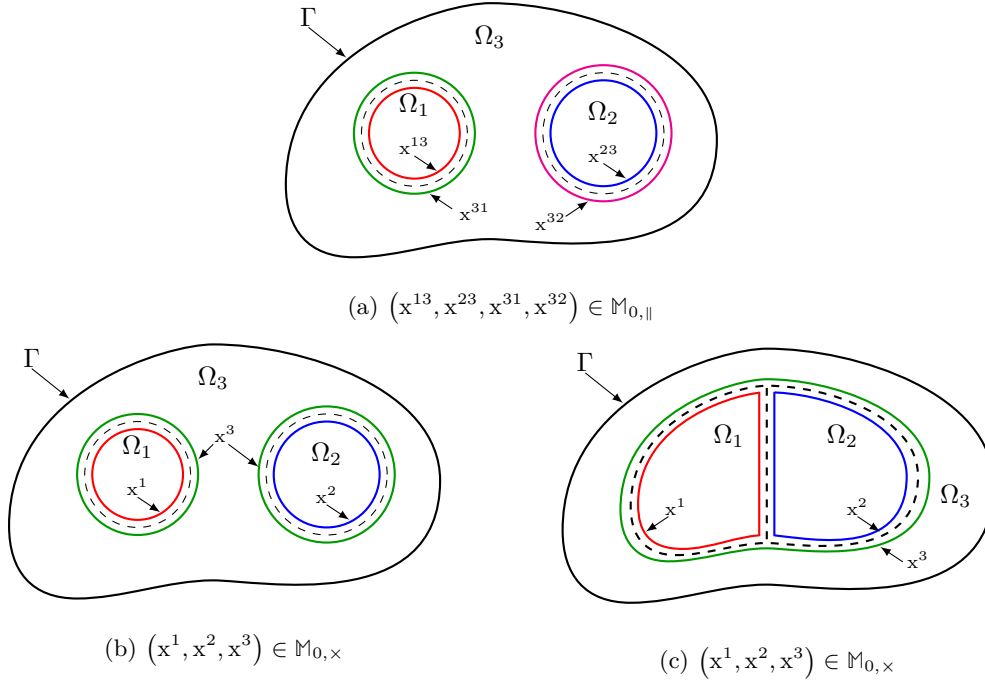 Γ
Ω₃
Ω₁
Ω₂
x¹³
x²³
x³¹
x³²
(a) (x¹³, x²³, x³¹, x³²) ∈ 𝕄₀,∥
Γ
Ω₃
x³
Ω₁
Ω₂
x¹
x²
(b) (x¹, x², x³) ∈ 𝕄₀,×
Γ
Ω₁
Ω₂
Ω₃
x¹
x²
x³
(c) (x¹, x², x³) ∈ 𝕄₀,×